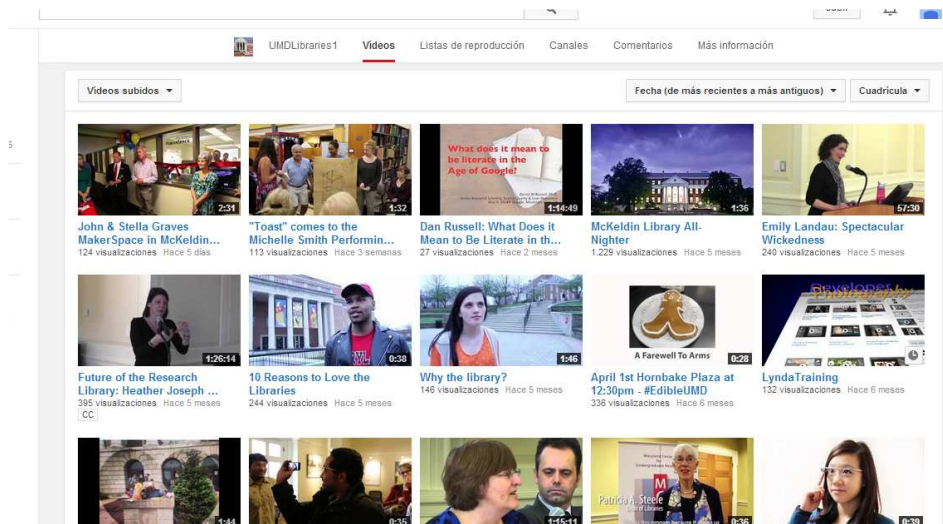 UMDLibraries1 Vídeos Listas de reproducción Canales Comentarios Más información
Vídeos subidos Fecha (de más recientes a más antiguos) Cuadrícula
2:31
John & Stella Graves
MakerSpace in McKeldin...
124 visualizaciones Hace 5 días
1:32
"Toast" comes to the
Michelle Smith Performin...
113 visualizaciones Hace 3 semanas
What does it mean to
be literate in the
Age of Google?
1:14:49
Dan Russell: What Does it
Mean to Be Literate in th...
27 visualizaciones Hace 2 meses
1:36
McKeldin Library All-
Nighter
1.229 visualizaciones Hace 5 meses
57:30
Emily Landau: Spectacular
Wickedness
240 visualizaciones Hace 5 meses
1:26:14
Future of the Research
Library: Heather Joseph ...
395 visualizaciones Hace 5 meses
CC
0:38
10 Reasons to Love the
Libraries
244 visualizaciones Hace 5 meses
1:46
Why the library?
146 visualizaciones Hace 5 meses
A Farewell To Arms
0:28
April 1st Hornbake Plaza at
12:30pm - #EdibleUMD
336 visualizaciones Hace 6 meses
Developer
Photography
LyndaTraining
132 visualizaciones Hace 6 meses
1:44
0:35
1:15:11
Patricia A. Steele
Dean of Libraries
0:36
0:39